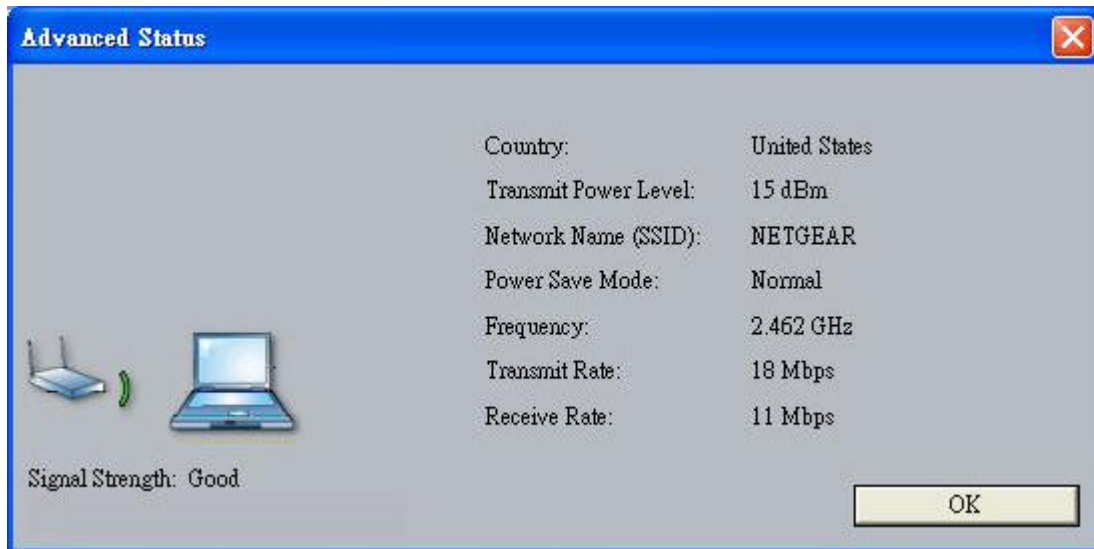 Advanced Status
Country: United States
Transmit Power Level: 15 dBm
Network Name (SSID): NETGEAR
Power Save Mode: Normal
Frequency: 2.462 GHz
Transmit Rate: 18 Mbps
Receive Rate: 11 Mbps
Signal Strength: Good
OK